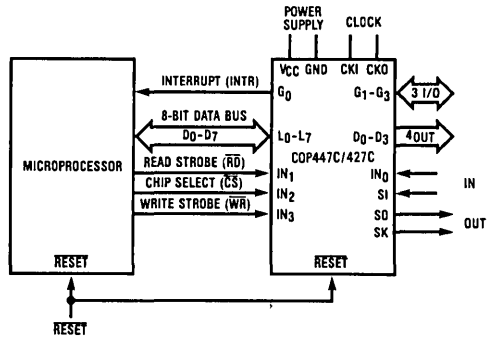 POWER SUPPLY
CLOCK
VCC GND CKI CKO
INTERRUPT (INTR)
G0
G1-G3
3 I/O
8-BIT DATA BUS
D0-D7
L0-L7
D0-D3
4 OUT
COP447C/427C
MICROPROCESSOR
READ STROBE (RD)
IN1
IN0
CHIP SELECT (CS)
IN2
SI
IN
WRITE STROBE (WR)
IN3
SO
SK
OUT
RESET
RESET
RESET